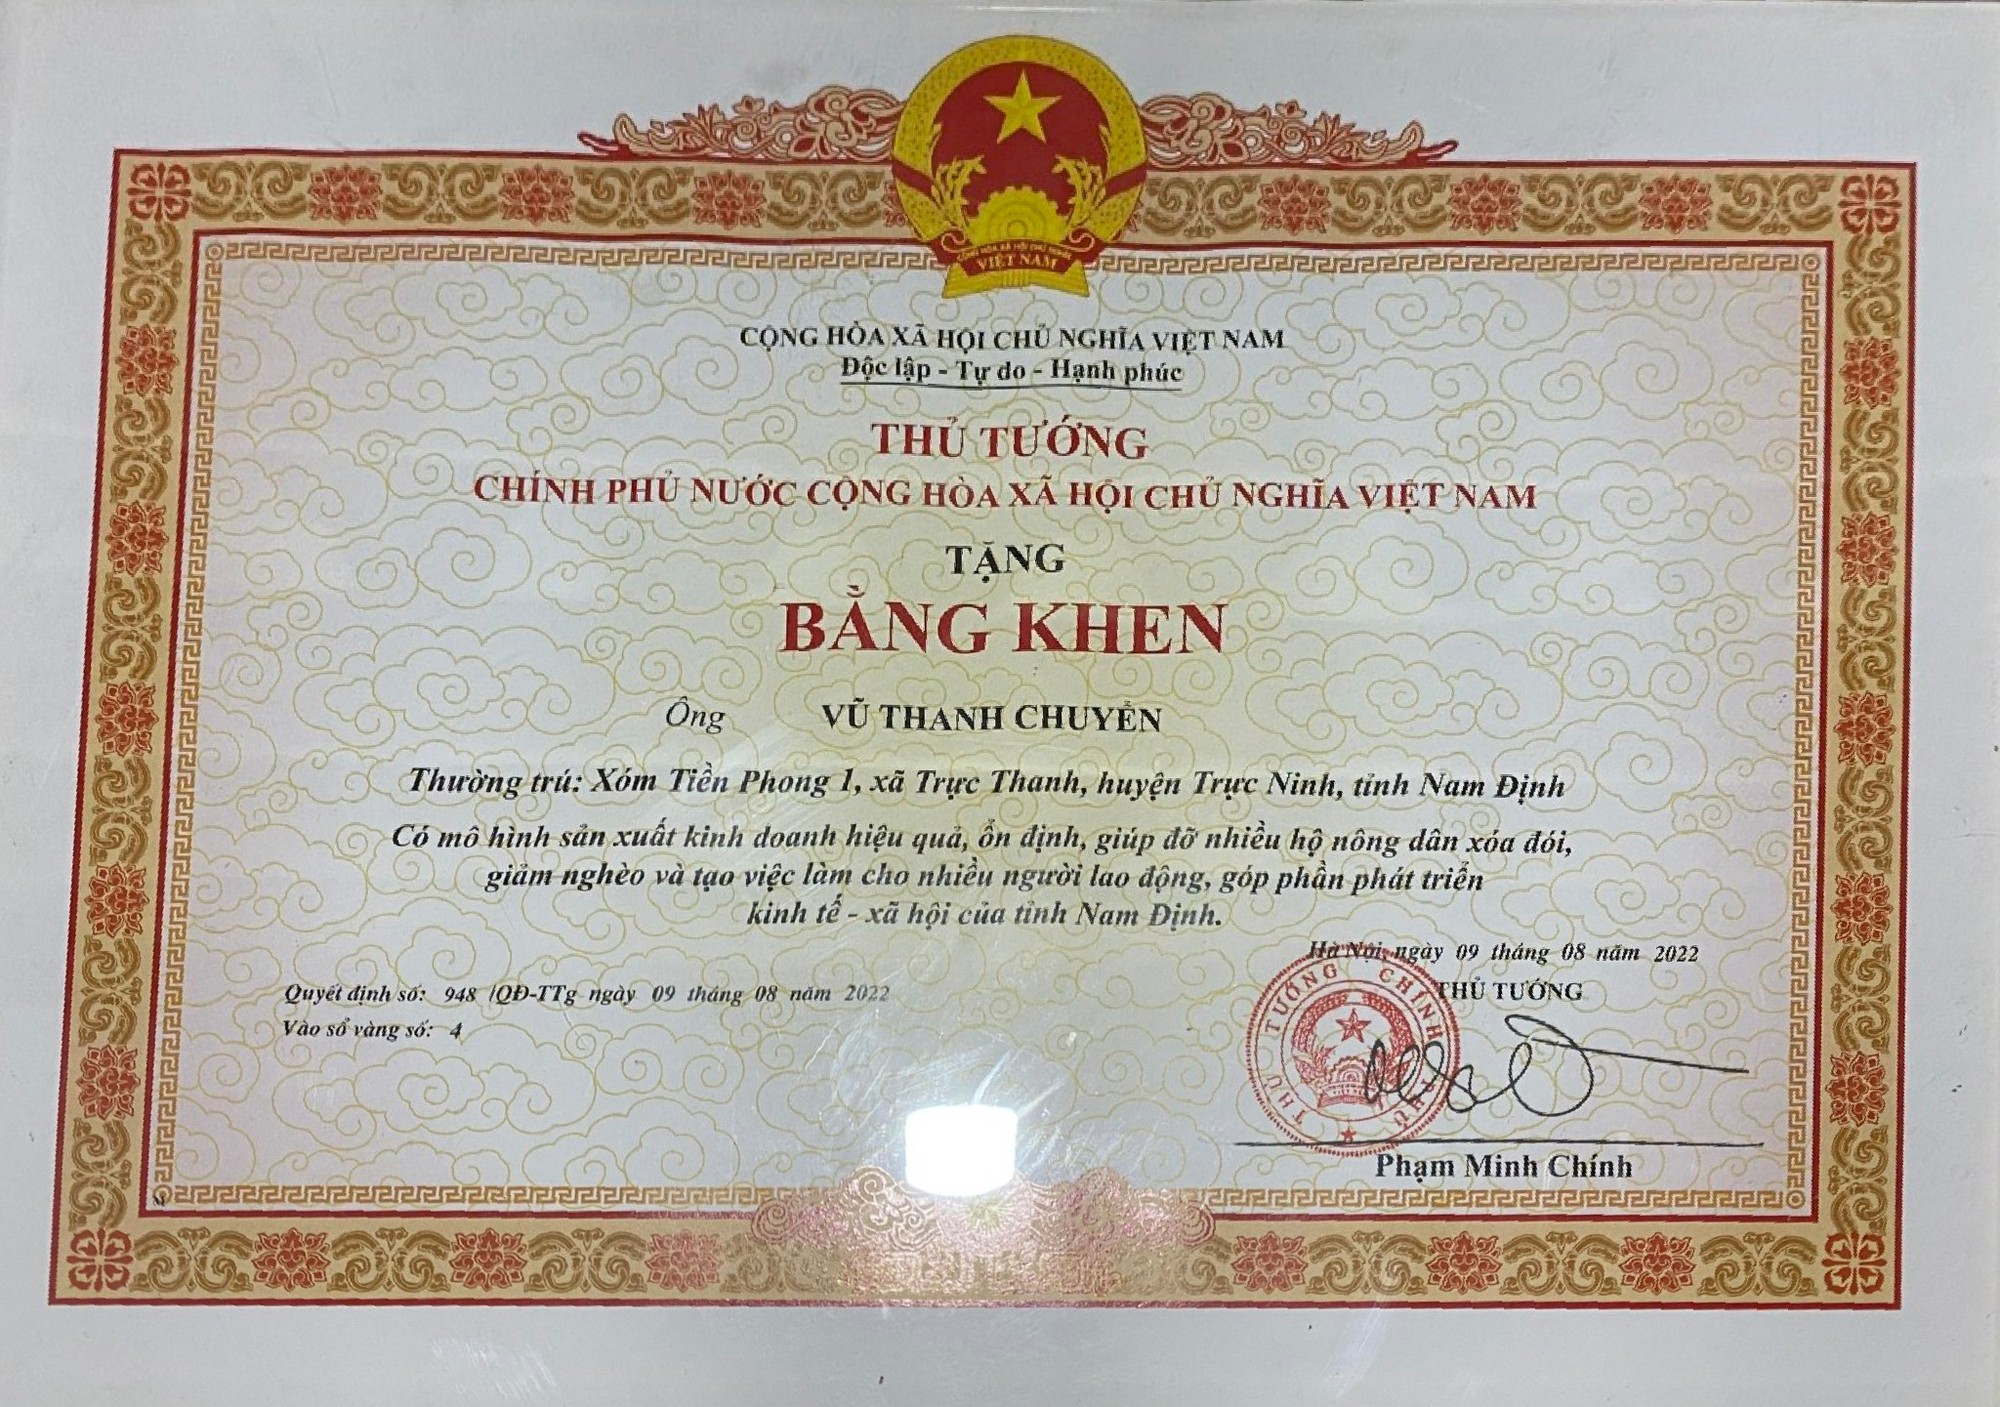 CỘNG HÒA XÃ HỘI CHỦ NGHĨA
VIỆT NAM
CỘNG HÒA XÃ HỘI CHỦ NGHĨA VIỆT NAM
Độc lập - Tự do - Hạnh phúc
THỦ TƯỚNG
CHÍNH PHỦ NƯỚC CỘNG HÒA XÃ HỘI CHỦ NGHĨA VIỆT NAM
TẶNG
BẰNG KHEN
Ông VŨ THANH CHUYỂN
Thường trú: Xóm Tiền Phong 1, xã Trực Thanh, huyện Trực Ninh, tỉnh Nam Định
Có mô hình sản xuất kinh doanh hiệu quả, ổn định, giúp đỡ nhiều hộ nông dân xóa đói,
giảm nghèo và tạo việc làm cho nhiều người lao động, góp phần phát triển
kinh tế - xã hội của tỉnh Nam Định.
Hà Nội, ngày 09 tháng 08 năm 2022
Quyết định số: 948 /QĐ-TTg ngày 09 tháng 08 năm 2022
Vào sổ vàng số: 4
THỦ TƯỚNG
THỦ TƯỚNG CHÍNH PHỦ
Phạm Minh Chính